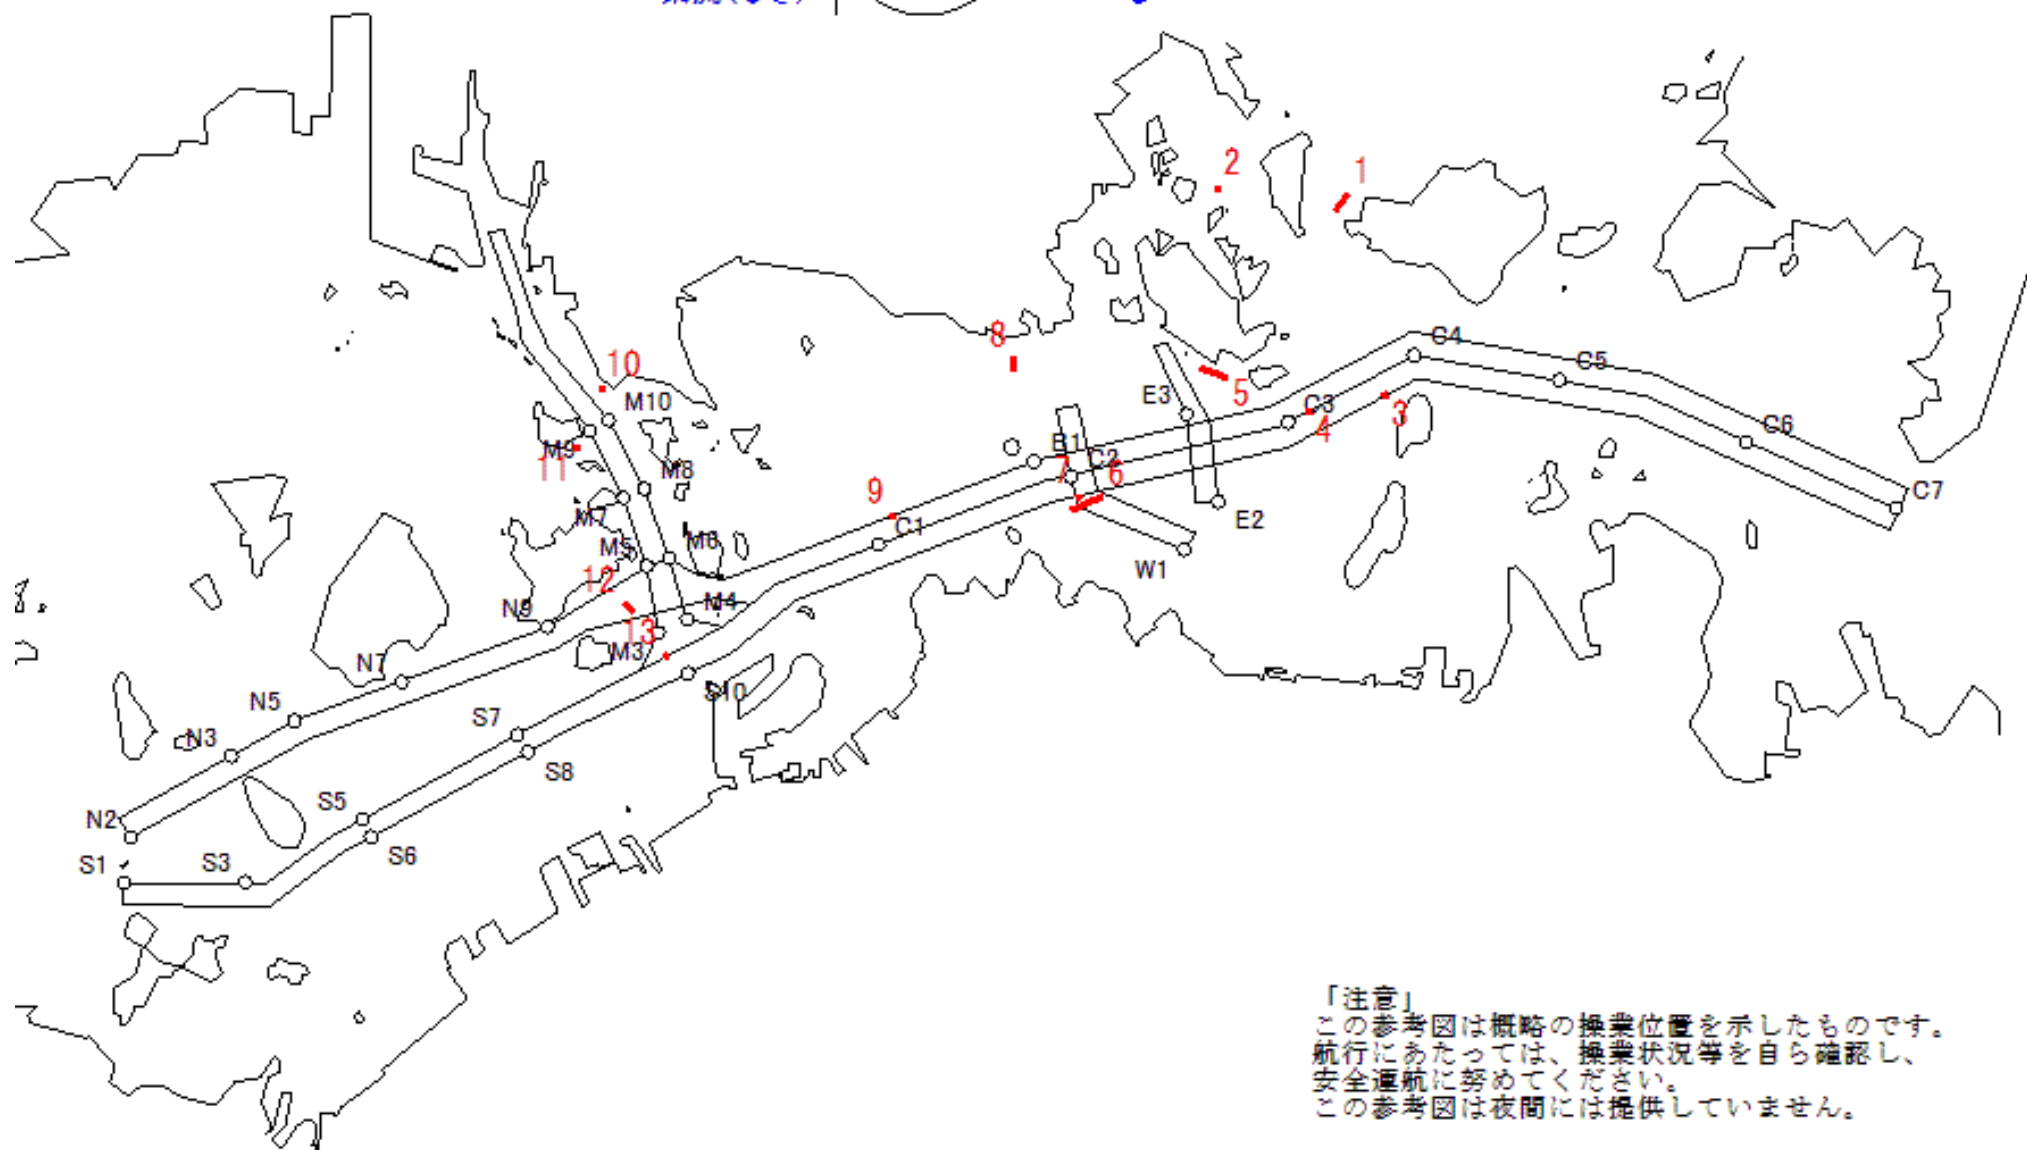 2
1
8
C4
10
C5
E3
5
C3
3
M10
4
C6
M9
B1
C2
11
M8
7
6
C7
9
E2
M7
C1
M5
M6
W1
12
N9
M4
13
M3
N7
S10
N5
S7
N3
S8
S5
N2
S6
S1
S3
「注意」
この参考図は概略の操業位置を示したものです。
航行にあたっては、操業状況等を自ら確認し、
安全運航に努めてください。
この参考図は夜間には提供していません。